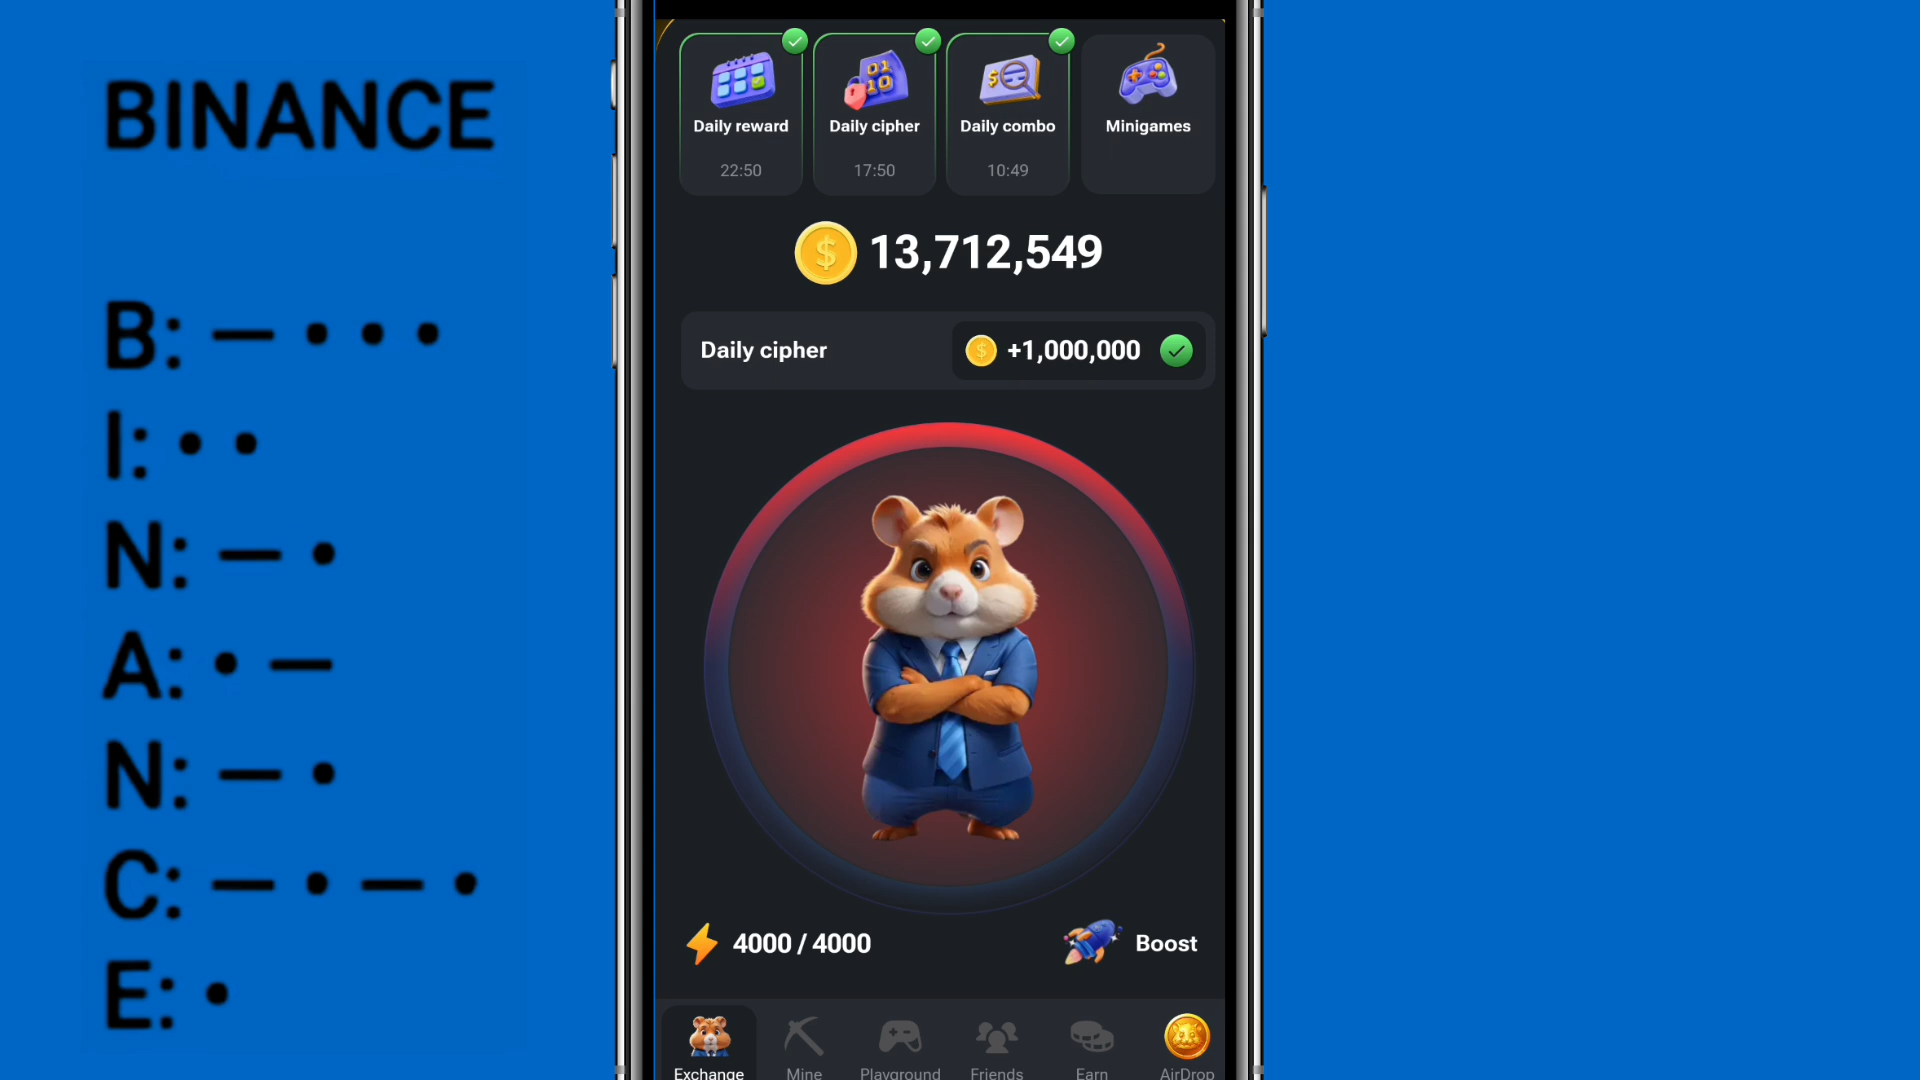 BINANCE
B: — • • •
I: • •
N: — •
A: • —
N: — •
C: — • — •
E: •
Daily reward
22:50
Daily cipher
17:50
Daily combo
10:49
Minigames
13,712,549
Daily cipher
+1,000,000
4000 / 4000
Boost
Exchange
Mine
Playground
Friends
Earn
AirDrop